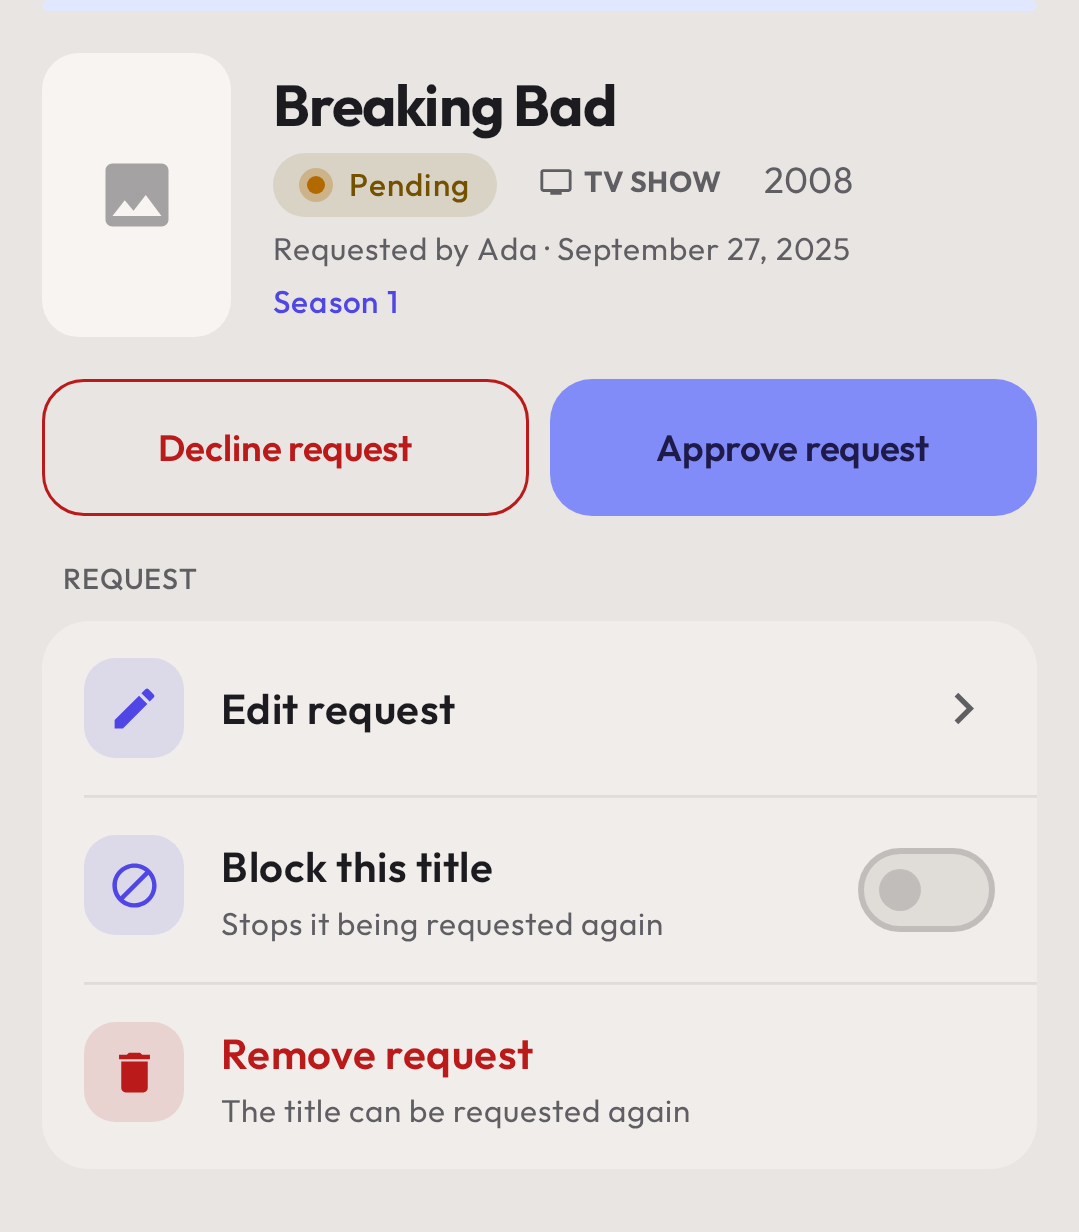 Breaking Bad
Pending TV SHOW 2008
Requested by Ada · September 27, 2025
Season 1
Decline request Approve request
REQUEST
Edit request
Block this title
Stops it being requested again
Remove request
The title can be requested again